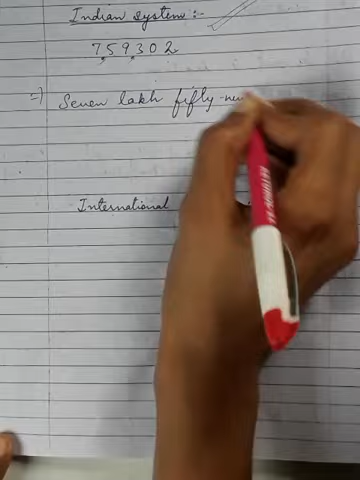 Indian system :-
7,59,302
=) Seven lakh fifty-
International